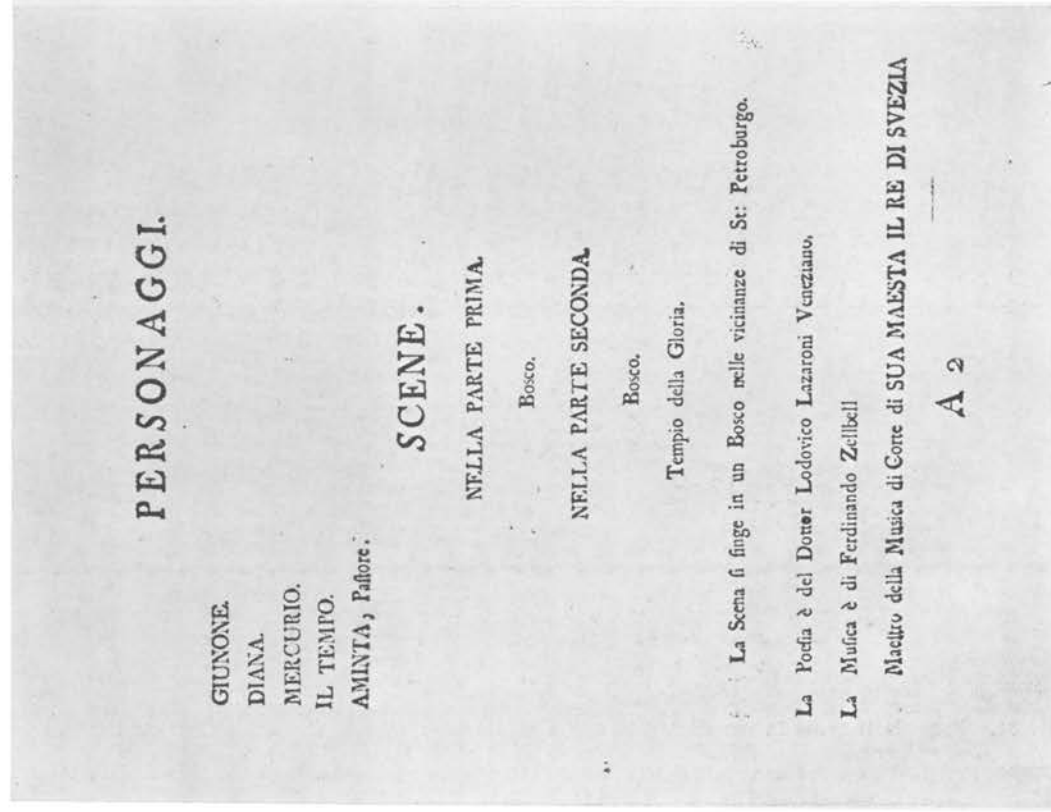 PERSONAGGI.
GIUNONE.
DIANA.
MERCURIO.
IL TEMPO.
AMINTA, Paſtore.
SCENE.
NELLA PARTE PRIMA.
Bosco.
NELLA PARTE SECONDA.
Bosco.
Tempio della Gloria.
La Scena ſi finge in un Bosco nelle vicinanze di St: Petroburgo.
La Poeſia è del Dottor Lodovico Lazaroni Veneziano,
La Muſica è di Ferdinando Zellbell
Maeſtro della Musica di Corte di SUA MAESTA IL RE DI SVEZIA
A 2